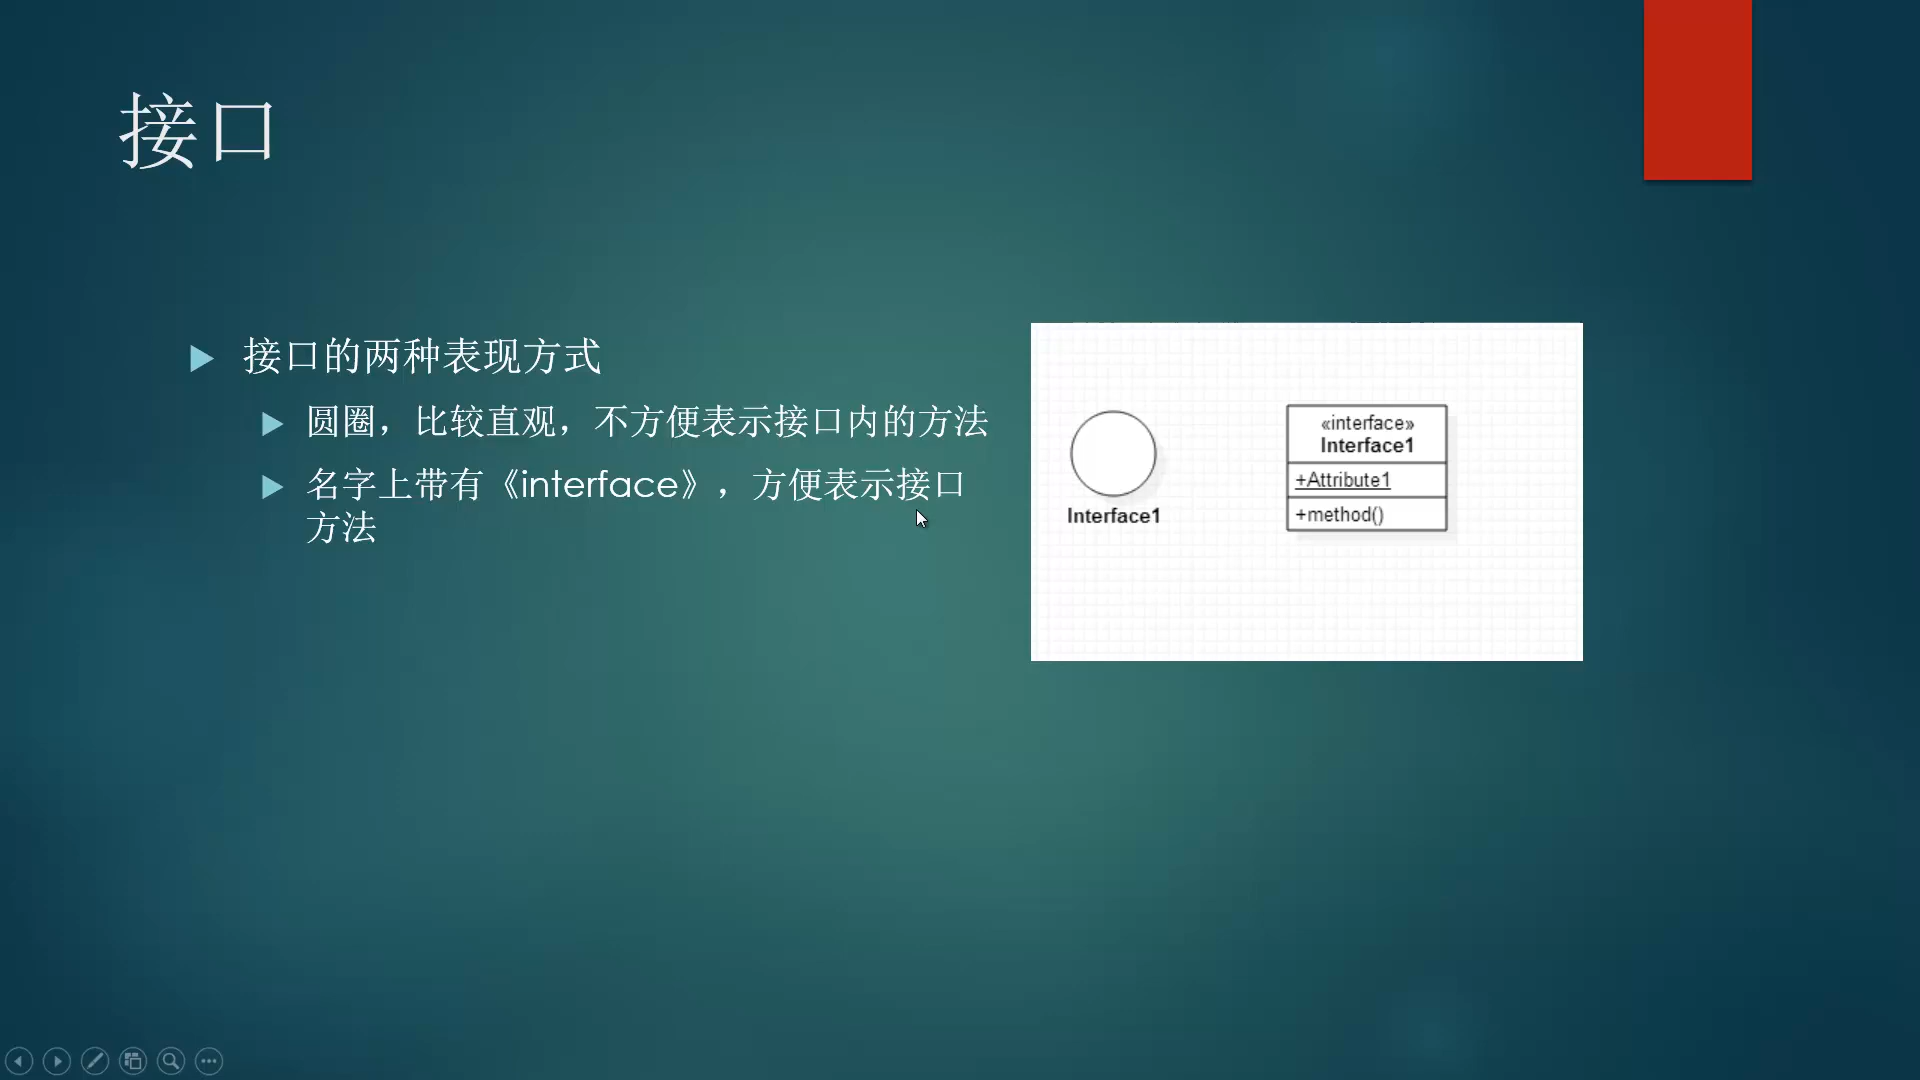 接口
接口的两种表现方式
圆圈，比较直观，不方便表示接口内的方法
名字上带有《interface》，方便表示接口
方法
Interface1
«interface»
Interface1
+Attribute1
+method()